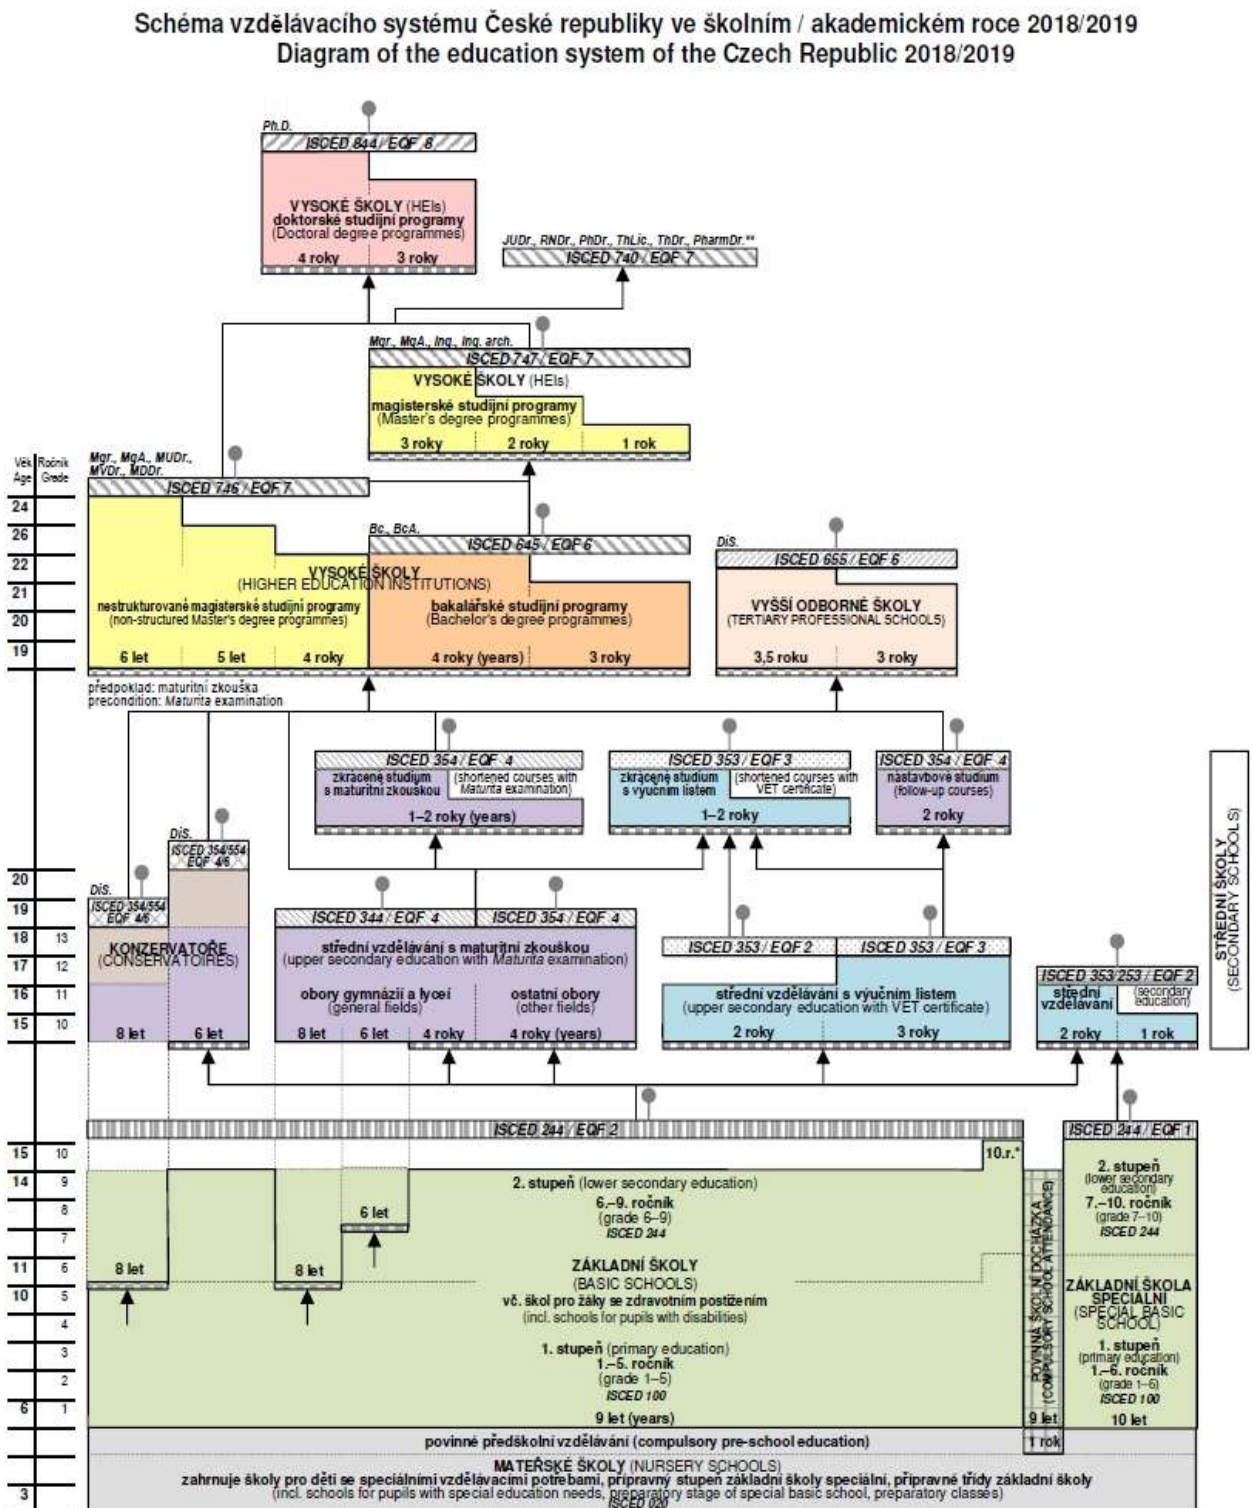 Schéma vzdělávacího systému České republiky ve školním / akademickém roce 2018/2019
Diagram of the education system of the Czech Republic 2018/2019
Ph.D.
ISCED 844 / EQF 8
VYSOKÉ ŠKOLY (HEIs)
doktorské studijní programy
(Doctoral degree programmes)
4 roky 3 roky
JUDr., RNDr., PhDr., ThLic., ThDr., PharmDr.**
ISCED 740 / EQF 7
Mgr., MgA., Ing., Ing. arch.
ISCED 747 / EQF 7
VYSOKÉ ŠKOLY (HEIs)
magisterské studijní programy
(Master's degree programmes)
3 roky 2 roky 1 rok
Věk Ročník
Age Grade
Mgr., MgA., MUDr.,
MVDr., MDDr.
ISCED 746 / EQF 7
24
26
22
21
20
19
Bc., BcA.
ISCED 645 / EQF 6
VYSOKÉ ŠKOLY
(HIGHER EDUCATION INSTITUTIONS)
nestrukturované magisterské studijní programy
(non-structured Master's degree programmes)
6 let 5 let 4 roky
bakalářské studijní programy
(Bachelor's degree programmes)
4 roky (years) 3 roky
DiS.
ISCED 655 / EQF 6
VYŠŠÍ ODBORNÉ ŠKOLY
(TERTIARY PROFESSIONAL SCHOOLS)
3,5 roku 3 roky
předpoklad: maturitní zkouška
precondition: Maturita examination
ISCED 354 / EQF 4
zkrácené studium
s maturitní zkouškou
(shortened courses with
Maturita examination)
1–2 roky (years)
ISCED 353 / EQF 3
zkrácené studium
s výučním listem
(shortened courses with
VET certificate)
1–2 roky
ISCED 354 / EQF 4
nástavbové studium
(follow-up courses)
2 roky
STŘEDNÍ ŠKOLY
(SECONDARY SCHOOLS)
20
19
18 13
17 12
16 11
15 10
DiS.
ISCED 354/554
EQF 4/6
DiS.
ISCED 354/554
EQF 4/6
KONZERVATOŘE
(CONSERVATOIRES)
8 let 6 let
ISCED 344 / EQF 4
ISCED 354 / EQF 4
střední vzdělávání s maturitní zkouškou
(upper secondary education with Maturita examination)
obory gymnázií a lyceí
(general fields)
ostatní obory
(other fields)
8 let 6 let 4 roky 4 roky (years)
ISCED 353 / EQF 2
ISCED 353 / EQF 3
střední vzdělávání s výučním listem
(upper secondary education with VET certificate)
2 roky 3 roky
ISCED 353/253 / EQF 2
střední
vzdělávání
(secondary
education)
2 roky 1 rok
ISCED 244 / EQF 2
ISCED 244 / EQF 1
15 10
14 9
8
7
11 6
10 5
4
3
2
6 1
10.r.*
2. stupeň (lower secondary education)
6.–9. ročník
(grade 6–9)
ISCED 244
8 let
8 let
6 let
ZÁKLADNÍ ŠKOLY
(BASIC SCHOOLS)
vč. škol pro žáky se zdravotním postižením
(incl. schools for pupils with disabilities)
1. stupeň (primary education)
1.–5. ročník
(grade 1–5)
ISCED 100
9 let (years)
POVINNÁ ŠKOLNÍ DOCHÁZKA
(COMPULSORY SCHOOL ATTENDANCE)
9 let
1 rok
2. stupeň
(lower secondary
education)
7.–10. ročník
(grade 7–10)
ISCED 244
ZÁKLADNÍ ŠKOLA
SPECIÁLNÍ
(SPECIAL BASIC
SCHOOL)
1. stupeň
(primary education)
1.–6. ročník
(grade 1–6)
ISCED 100
10 let
povinné předškolní vzdělávání (compulsory pre-school education)
MATEŘSKÉ ŠKOLY (NURSERY SCHOOLS)
zahrnuje školy pro děti se speciálními vzdělávacími potřebami, přípravný stupeň základní školy speciální, přípravné třídy základní školy
(incl. schools for pupils with special education needs, preparatory stage of special basic school, preparatory classes)
ISCED 020
3